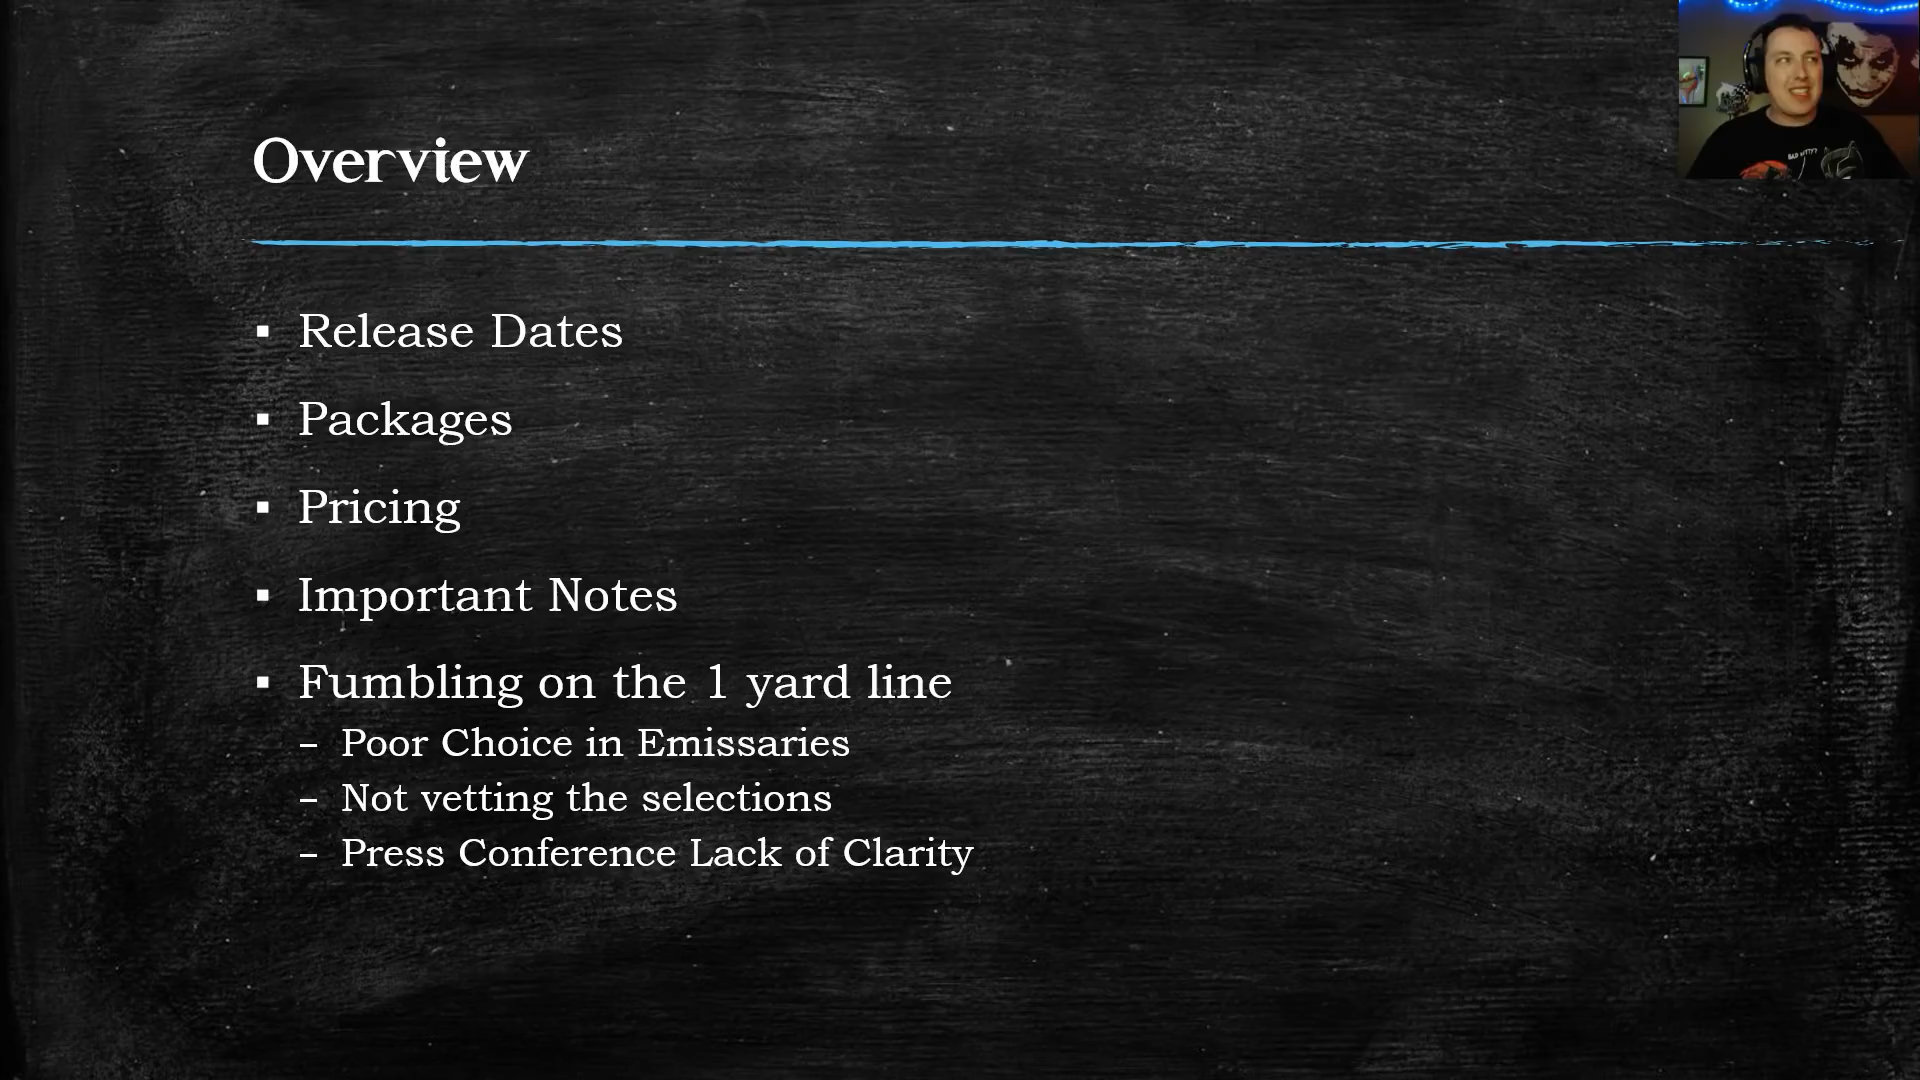 Overview
▪ Release Dates
▪ Packages
▪ Pricing
▪ Important Notes
▪ Fumbling on the 1 yard line
– Poor Choice in Emissaries
– Not vetting the selections
– Press Conference Lack of Clarity